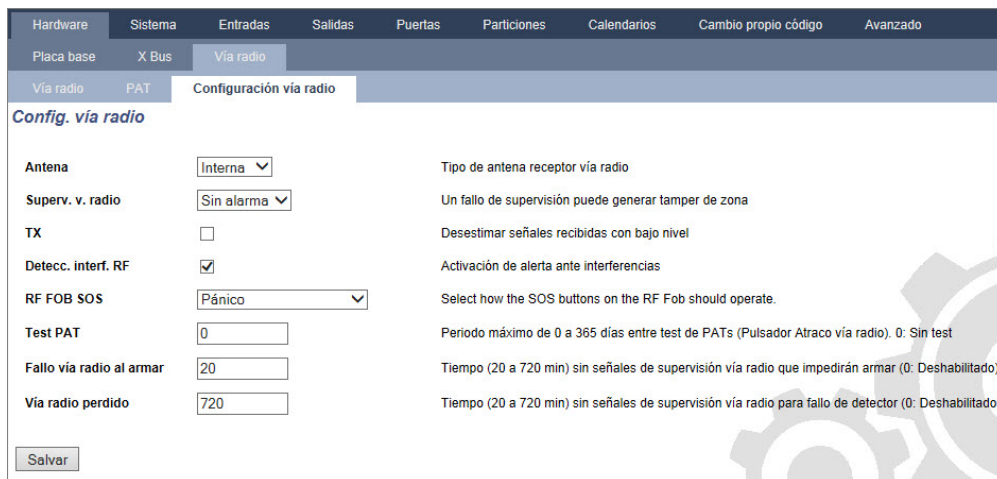 Hardware Sistema Entradas Salidas Puertas Particiones Calendarios Cambio propio código Avanzado
Placa base X Bus Vía radio
Vía radio PAT Configuración vía radio
Config. vía radio
Antena Interna Tipo de antena receptor vía radio
Superv. v. radio Sin alarma Un fallo de supervisión puede generar tamper de zona
TX Desestimar señales recibidas con bajo nivel
Detecc. interf. RF Activación de alerta ante interferencias
RF FOB SOS Pánico Select how the SOS buttons on the RF Fob should operate.
Test PAT 0 Periodo máximo de 0 a 365 días entre test de PATs (Pulsador Atraco vía radio). 0: Sin test
Fallo vía radio al armar 20 Tiempo (20 a 720 min) sin señales de supervisión vía radio que impedirán armar (0: Deshabilitado)
Vía radio perdido 720 Tiempo (20 a 720 min) sin señales de supervisión vía radio para fallo de detector (0: Deshabilitado
Salvar